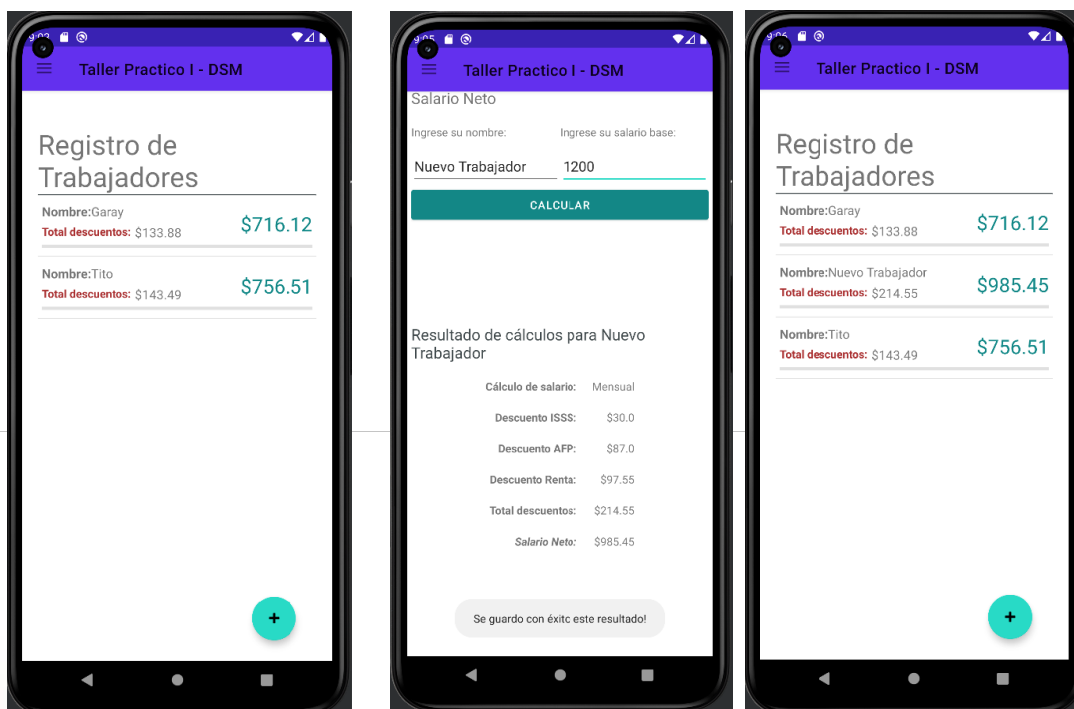 Taller Practico I - DSM
Registro de
Trabajadores
Nombre:Garay
Total descuentos: $133.88
$716.12
Nombre:Tito
Total descuentos: $143.49
$756.51
+
9:05
Taller Practico I - DSM
Salario Neto
Ingrese su nombre:
Ingrese su salario base:
Nuevo Trabajador
1200
CALCULAR
Resultado de cálculos para Nuevo
Trabajador
Cálculo de salario: Mensual
Descuento ISSS: $30.0
Descuento AFP: $87.0
Descuento Renta: $97.55
Total descuentos: $214.55
Salario Neto: $985.45
Se guardo con éxito este resultado!
9:06
Taller Practico I - DSM
Registro de
Trabajadores
Nombre:Garay
Total descuentos: $133.88
$716.12
Nombre:Nuevo Trabajador
Total descuentos: $214.55
$985.45
Nombre:Tito
Total descuentos: $143.49
$756.51
+